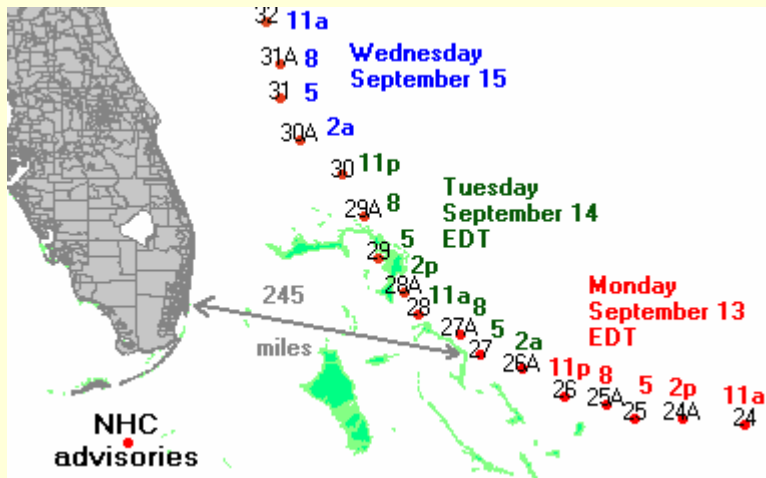 32 11a
31A 8
Wednesday
September 15
31 5
30A 2a
30 11p
29A 8
Tuesday
September 14
EDT
29 5
28A 2p
28 11a
27A 8
27 5
26A 2a
245
miles
Monday
September 13
EDT
26 11p
25A 8
25 5
24A 2p
24 11a
NHC
advisories